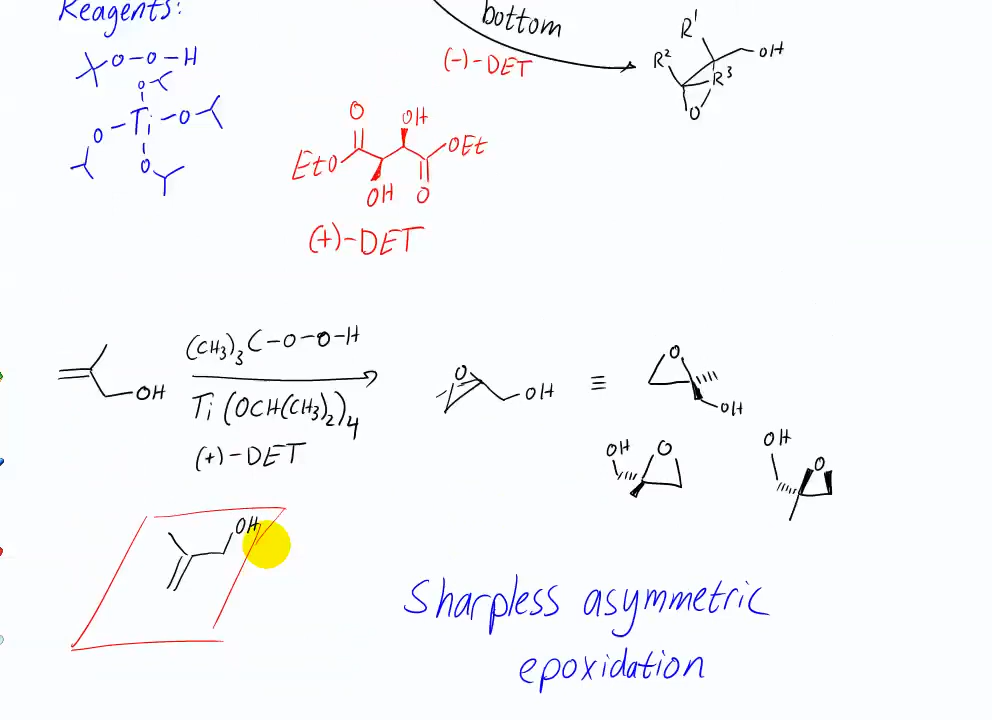 Reagents:
O-O-H
O
O-Ti-O
O
bottom
(-)-DET
R¹
R²
R³
OH
O
O
OH
EtO
OEt
OH
O
(+)-DET
OH
(CH3)3C-O-O-H
Ti(OCH(CH3)2)4
(+)-DET
O
OH
≡
O
OH
OH
O
OH
O
OH
Sharpless asymmetric
epoxidation